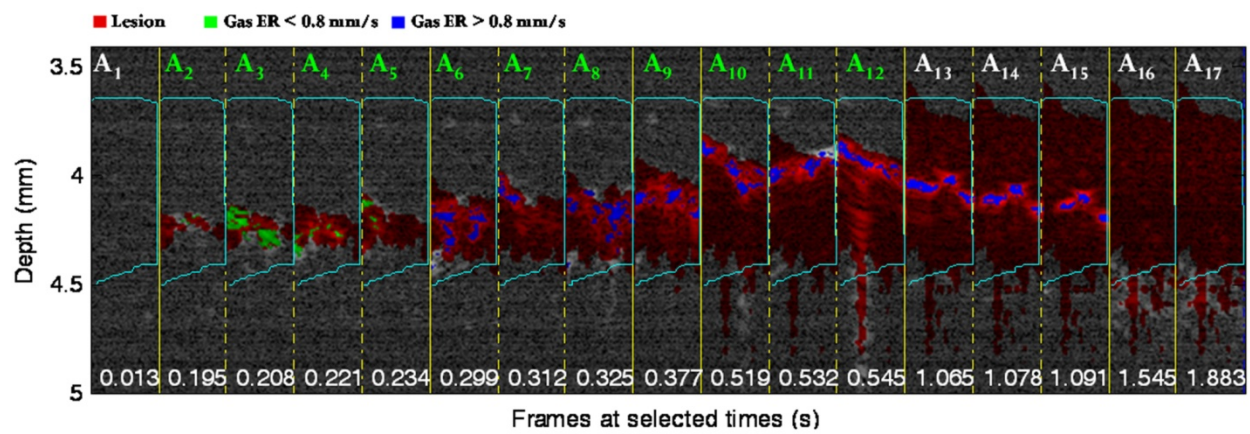 Lesion Gas ER < 0.8 mm/s Gas ER > 0.8 mm/s
A1 A2 A3 A4 A5 A6 A7 A8 A9 A10 A11 A12 A13 A14 A15 A16 A17
3.5
4
4.5
5
Depth (mm)
0.013 0.195 0.208 0.221 0.234 0.299 0.312 0.325 0.377 0.519 0.532 0.545 1.065 1.078 1.091 1.545 1.883
Frames at selected times (s)